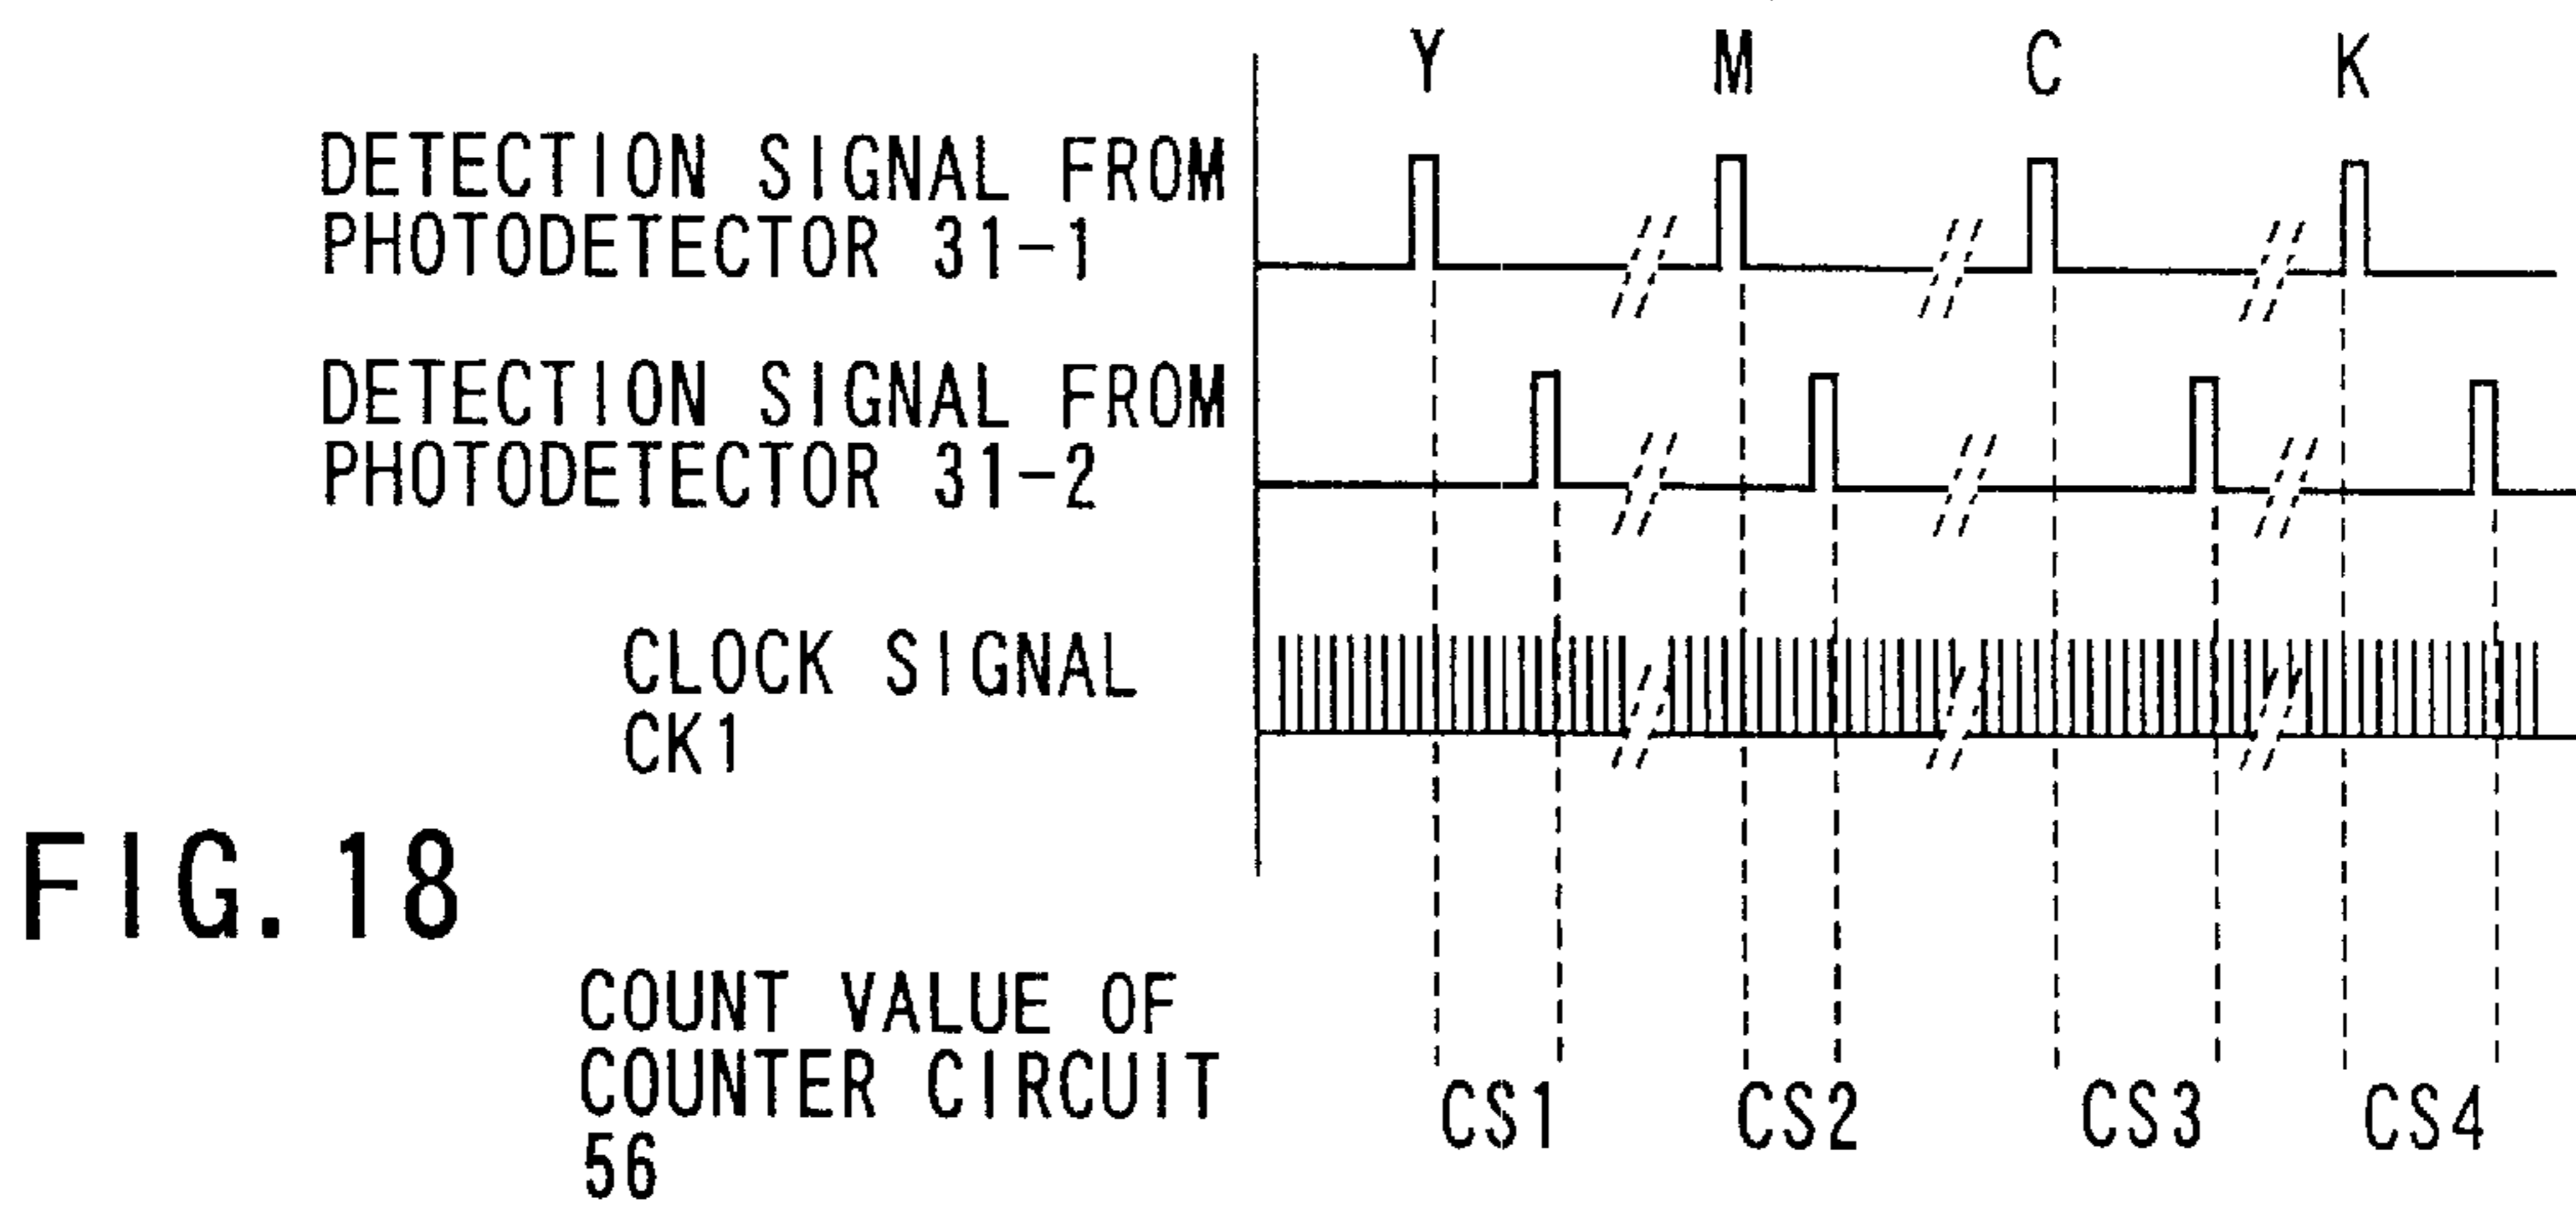 Y M C K
DETECTION SIGNAL FROM
PHOTODETECTOR 31-1
DETECTION SIGNAL FROM
PHOTODETECTOR 31-2
CLOCK SIGNAL
CK1
FIG. 18
COUNT VALUE OF
COUNTER CIRCUIT
56
CS1 CS2 CS3 CS4